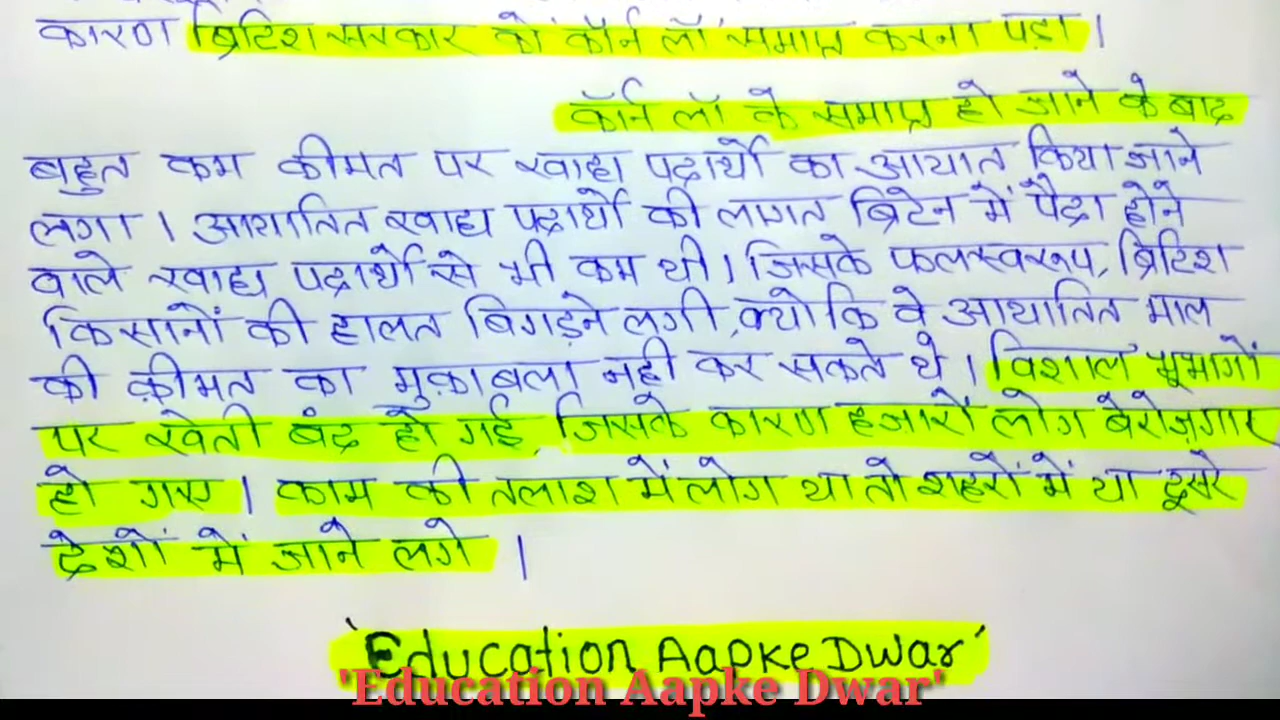 कारण ब्रिटिश सरकार को कॉर्न लॉ समाप्त करना पड़ा ।
कॉर्न लॉ के समाप्त हो जाने के बाद
बहुत कम कीमत पर खाद्य पदार्थों का आयात किया जाने
लगा । आयातित खाद्य पदार्थों की लागत ब्रिटेन में पैदा होने
वाले खाद्य पदार्थों से भी कम थी । जिसके फलस्वरूप, ब्रिटिश
किसानों की हालत बिगड़ने लगी, क्योकि वे आयातित माल
की क़ीमत का मुक़ाबला नही कर सकते थे । विशाल भूभागों
पर खेती बंद हो गई, जिसके कारण हजारों लोग बेरोज़गार
हो गए । काम की तलाश में लोग या तो शहरों में या दूसरे
देशों में जाने लगे ।
'Education Aapke Dwar'
'Education Aapke Dwar'